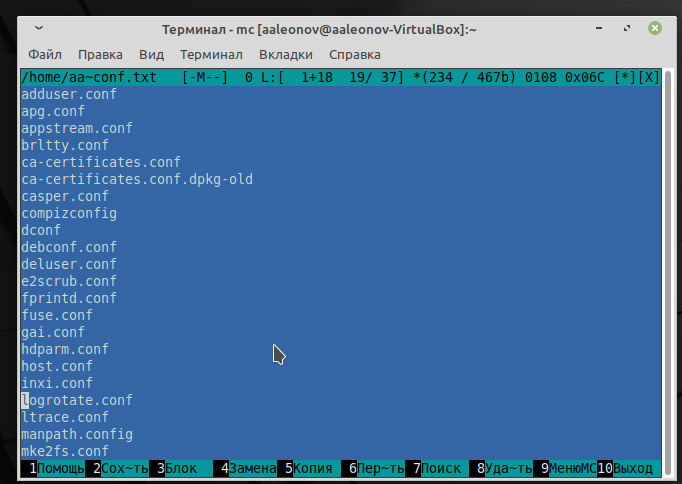 Терминал - mc [aaleonov@aaleonov-VirtualBox]:~
Файл Правка Вид Терминал Вкладки Справка
/home/aa~conf.txt [-M--] 0 L:[ 1+18 19/ 37] *(234 / 467b) 0108 0x06C [*][X]
adduser.conf
apg.conf
appstream.conf
brltty.conf
ca-certificates.conf
ca-certificates.conf.dpkg-old
casper.conf
compizconfig
dconf
debconf.conf
deluser.conf
e2scrub.conf
fprintd.conf
fuse.conf
gai.conf
hdparm.conf
host.conf
inxi.conf
logrotate.conf
ltrace.conf
manpath.config
mke2fs.conf
1Помощь 2Сох~ть 3Блок 4Замена 5Копия 6Пер~ть 7Поиск 8Уда~ть 9МенюMC 10Выход